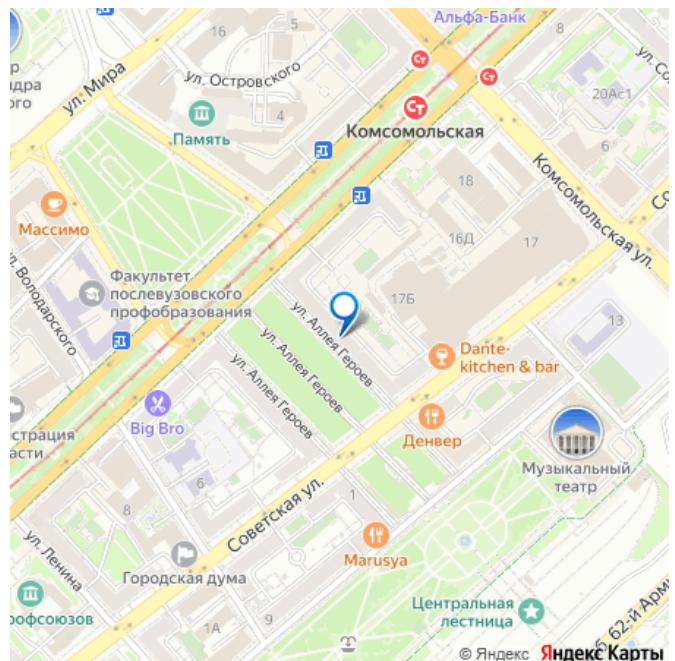 Альфа-Банк
16
ул. Островского
ул. Мира
4
Память
Ст
Ст
Ст
Комсомольская
20Ас1
6
Комсомольская ул.
18
16Д
17
Массимо
ул. Володарского
Факультет
послевузовского
профобразования
17Б
13
ул. Аллея Героев
ул. Аллея Героев
ул. Аллея Героев
Dante-
kitchen & bar
Big Bro
Денвер
Музыкальный
театр
6
8
1
Советская ул.
Marusya
ул. Ленина
Городская дума
Центральная
лестница
1А
9
© Яндекс Яндекс Карты